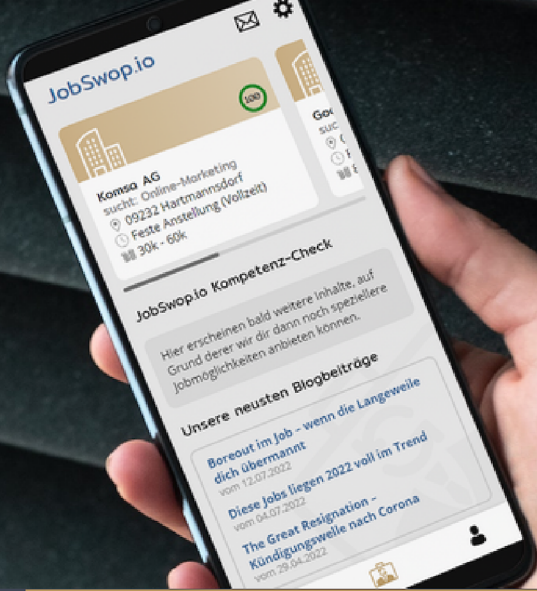 JobSwop.io
100
Komsa AG
sucht: Online-Marketing
09232 Hartmannsdorf
Feste Anstellung (Vollzeit)
30k - 60k
JobSwop.io Kompetenz-Check
Hier erscheinen bald weitere Inhalte, auf
Grund derer wir dir dann noch speziellere
Jobmöglichkeiten anbieten können.
Unsere neusten Blogbeiträge
Boreout im Job - wenn die Langeweile
dich übermannt
vom 12.07.2022
Diese Jobs liegen 2022 voll im Trend
vom 04.07.2022
The Great Resignation -
Kündigungswelle nach Corona
vom 29.04.2022